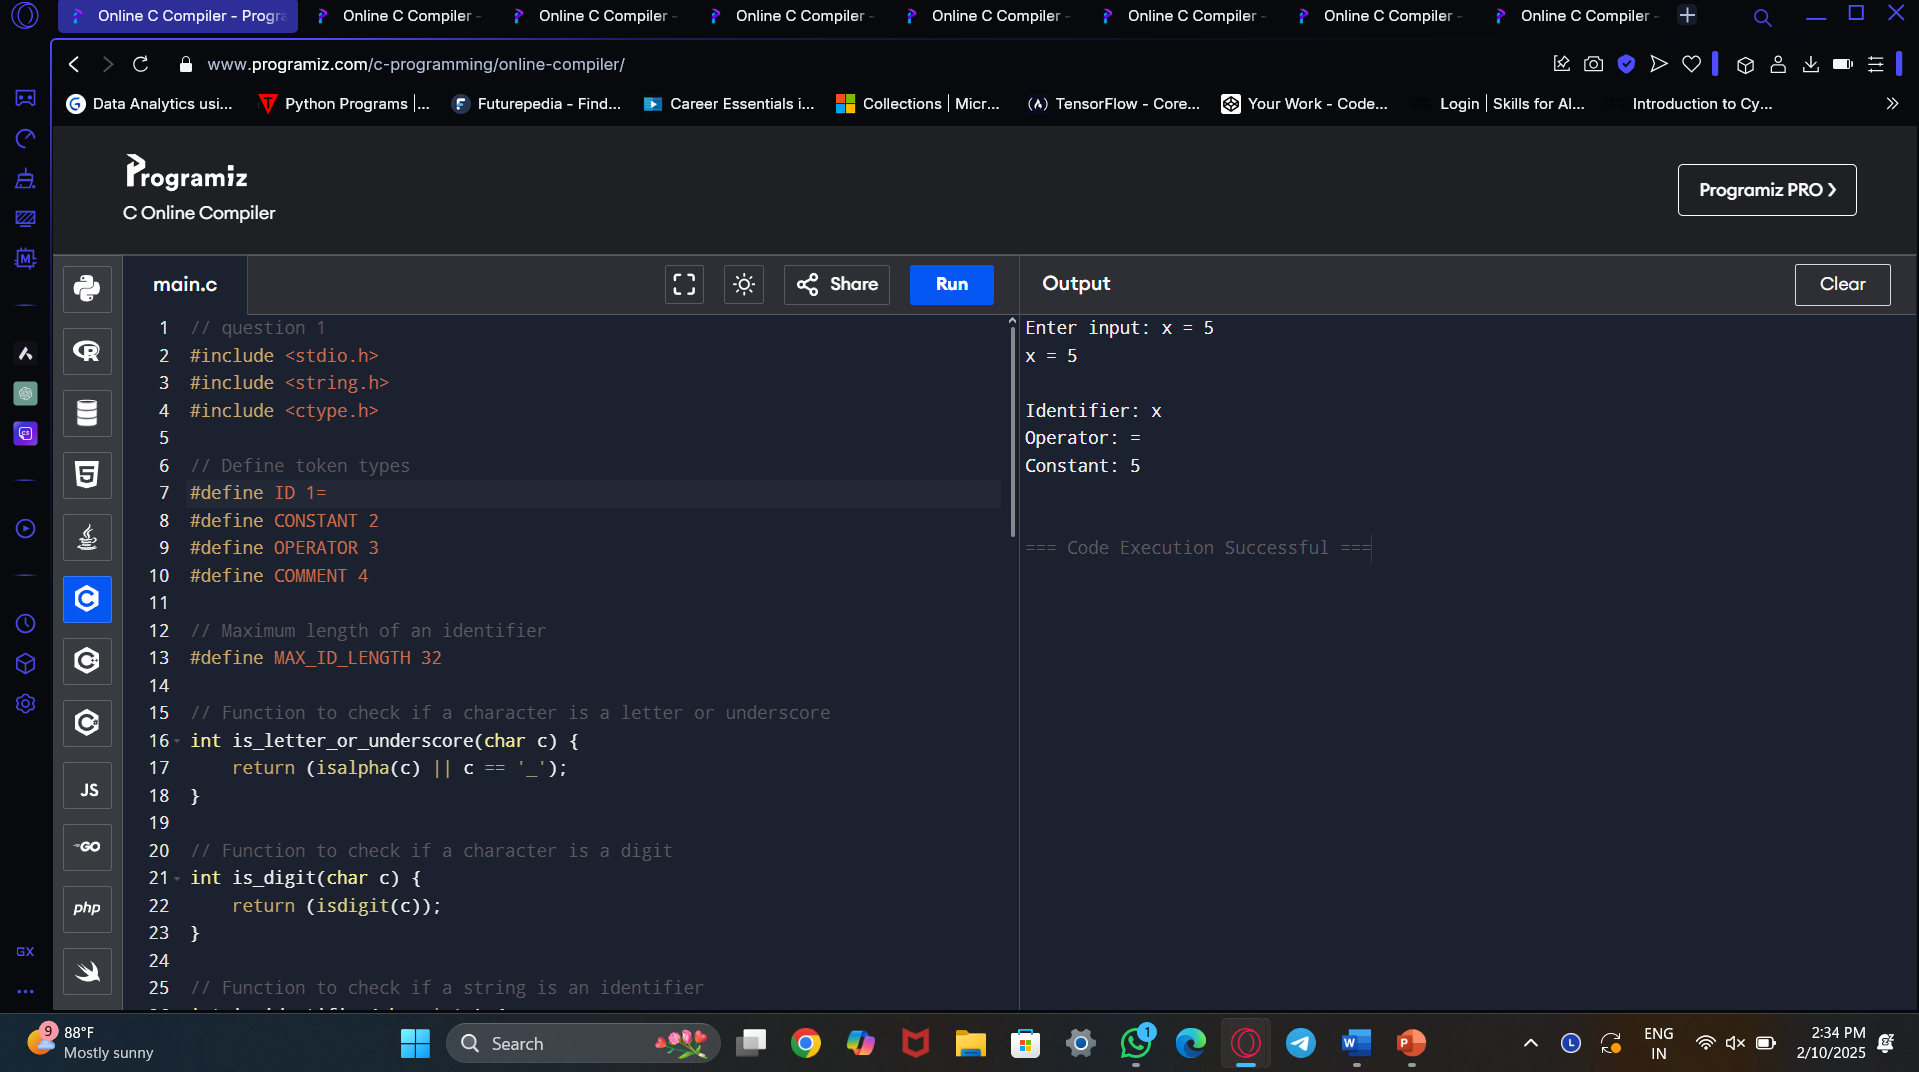 Online C Compiler - Progra
Online C Compiler -
Online C Compiler -
Online C Compiler -
Online C Compiler -
Online C Compiler -
Online C Compiler -
Online C Compiler -
www.programiz.com/c-programming/online-compiler/
Data Analytics usi...
Python Programs |...
Futurepedia - Find...
Career Essentials i...
Collections | Micr...
TensorFlow - Core...
Your Work - Code...
Login | Skills for Al...
Introduction to Cy...
Programiz
C Online Compiler
Programiz PRO
main.c
Share
Run
Output
Clear
1 // question 1
2 #include <stdio.h>
3 #include <string.h>
4 #include <ctype.h>
5
6 // Define token types
7 #define ID 1=
8 #define CONSTANT 2
9 #define OPERATOR 3
10 #define COMMENT 4
11
12 // Maximum length of an identifier
13 #define MAX_ID_LENGTH 32
14
15 // Function to check if a character is a letter or underscore
16 int is_letter_or_underscore(char c) {
17 return (isalpha(c) || c == '_');
18 }
19
20 // Function to check if a character is a digit
21 int is_digit(char c) {
22 return (isdigit(c));
23 }
24
25 // Function to check if a string is an identifier
Enter input: x = 5
x = 5
Identifier: x
Operator: =
Constant: 5
=== Code Execution Successful ===
JS
GO
php
GX
9
88°F
Mostly sunny
Search
1
ENG
IN
2:34 PM
2/10/2025